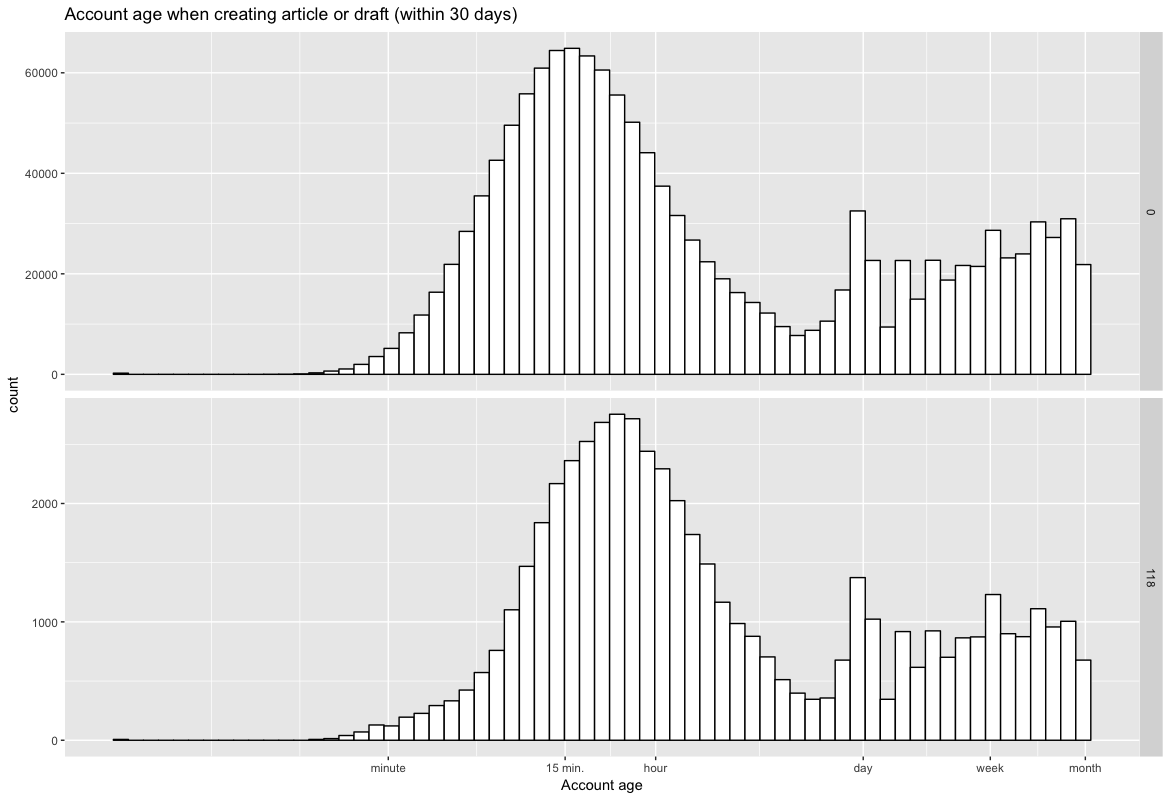 Account age when creating article or draft (within 30 days)
60000
40000
20000
0
0
count
2000
1000
0
118
minute 15 min. hour day week month
Account age